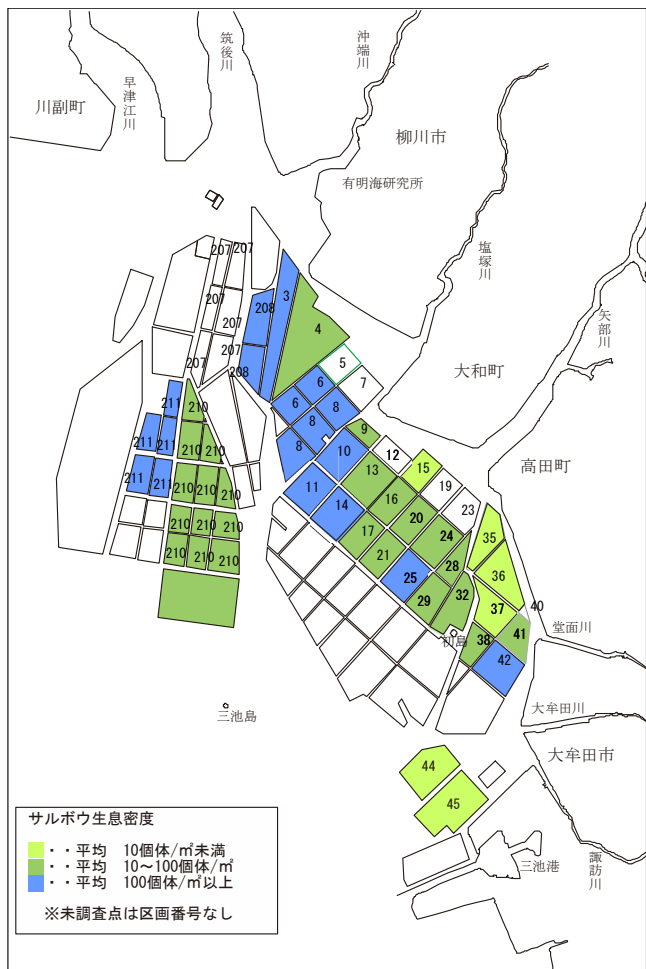 筑後川
沖端川
早津江川
川副町
柳川市
有明海研究所
塩塚川
矢部川
大和町
高田町
207
207
207
207
207
207
208
208
3
4
5
6
6
7
8
8
8
9
10
11
12
13
14
15
16
17
19
20
21
23
24
25
28
29
32
35
36
37
38
40
41
42
44
45
211
211
211
211
211
210
210
210
210
210
210
210
210
210
210
210
210
初島
堂面川
大牟田川
大牟田市
三池島
三池港
諏訪川
サルボウ生息密度
・・平均 10個体/㎡未満
・・平均 10～100個体/㎡
・・平均 100個体/㎡以上
※未調査点は区画番号なし